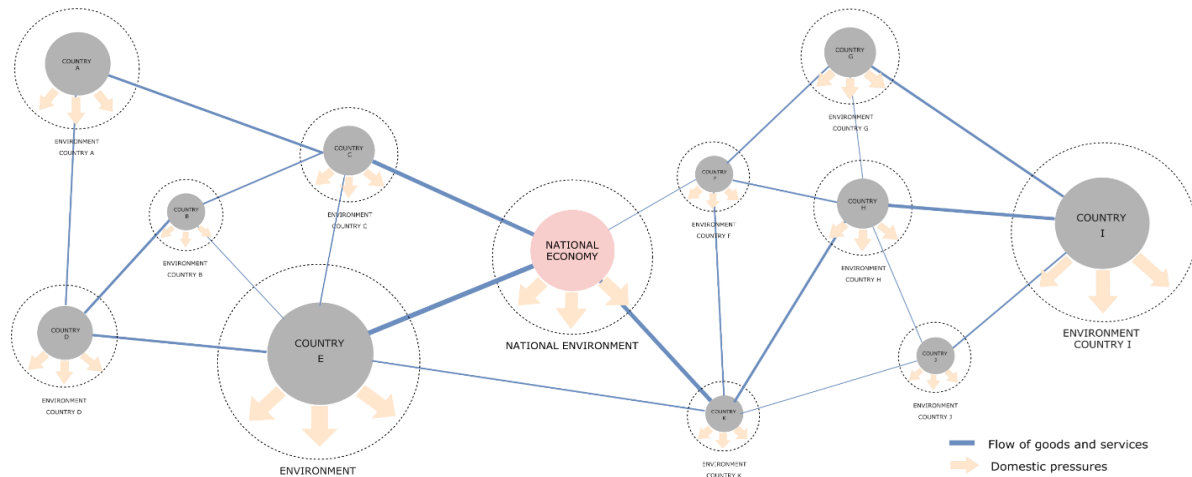 COUNTRY
A
ENVIRONMENT
COUNTRY A
COUNTRY
B
ENVIRONMENT
COUNTRY B
COUNTRY
C
ENVIRONMENT
COUNTRY C
COUNTRY
D
ENVIRONMENT
COUNTRY D
COUNTRY
E
ENVIRONMENT
NATIONAL
ECONOMY
NATIONAL ENVIRONMENT
COUNTRY
F
ENVIRONMENT
COUNTRY F
COUNTRY
G
ENVIRONMENT
COUNTRY G
COUNTRY
H
ENVIRONMENT
COUNTRY H
COUNTRY
I
ENVIRONMENT
COUNTRY I
COUNTRY
J
ENVIRONMENT
COUNTRY J
COUNTRY
K
ENVIRONMENT
COUNTRY K
Flow of goods and services
Domestic pressures